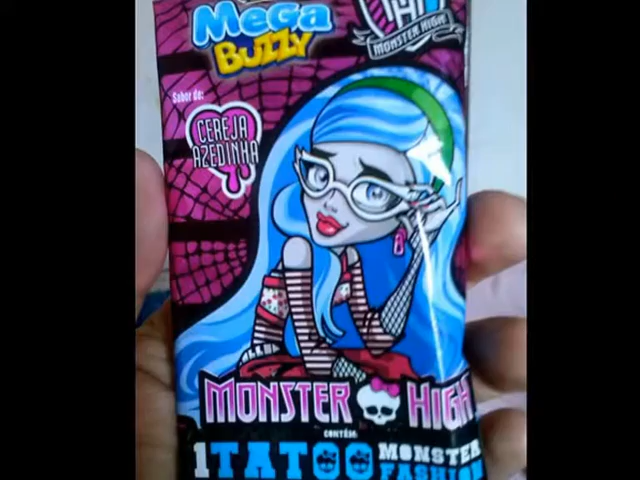 MEGA
BUZZY
MONSTER HIGH
Sabor de:
CEREJA
AZEDINHA
MONSTER HIGH
CONTÉM:
1 TATOO MONSTER
FASHION